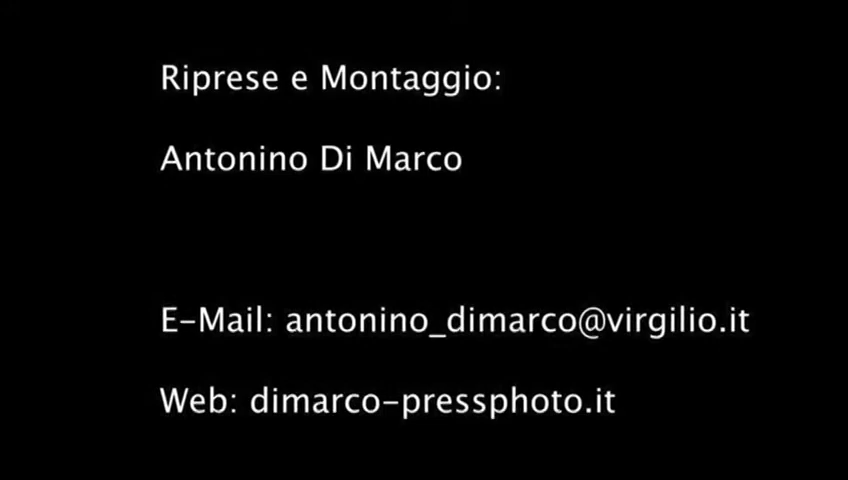 Riprese e Montaggio:
Antonino Di Marco
E-Mail: antonino_dimarco@virgilio.it
Web: dimarco-pressphoto.it